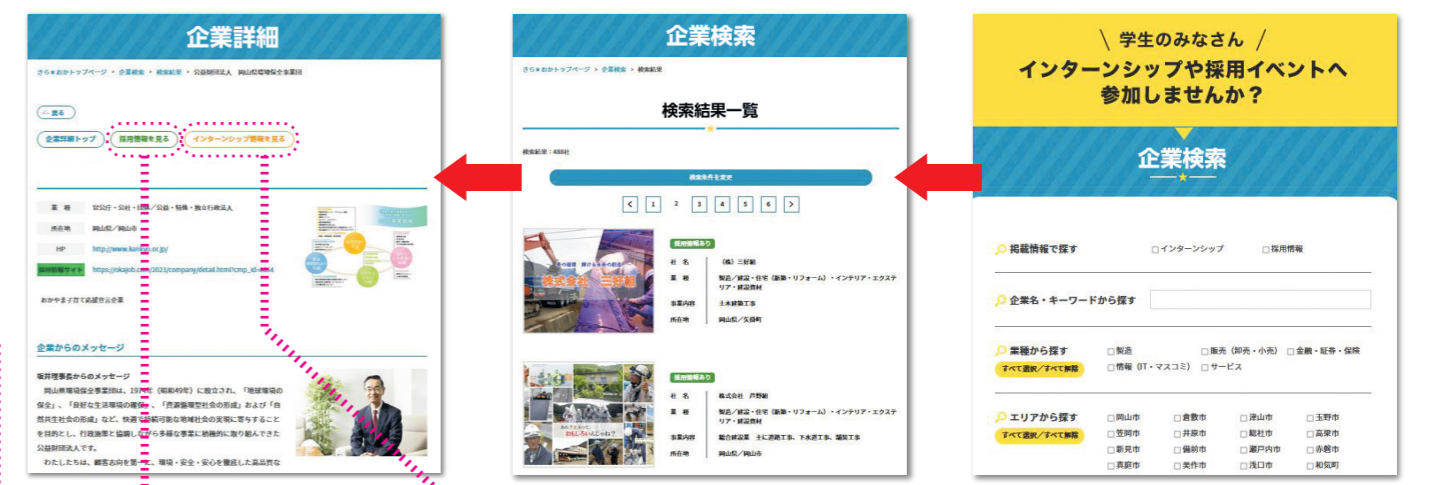 企業詳細
さら★おかトップページ ・ 企業検索 ・ 検索結果 ・ 公益財団法人 岡山県環境保全事業団
戻る
企業詳細トップ
採用情報を見る
インターンシップ情報を見る
業 種
官公庁・公社・団体／公益・特殊・独立行政法人
所在地
岡山県／岡山市
HP
http://www.kankyo.or.jp/
採用情報サイト
おかやま子育て応援宣言企業
企業からのメッセージ
坂井理事長からのメッセージ
岡山県環境保全事業団は、1974年（昭和49年）に設立され、「地球環境の
保全」、「良好な生活環境の確保」、「資源循環型社会の形成」および「自
然共生社会の形成」など、快適で持続可能な地域社会の実現に寄与すること
を目的とし、行政施策と協調しながら多種な事業に積極的に取り組んできた
公益財団法人です。
わたしたちは、顧客志向を第一に、環境・安全・安心を徹底した高品質な
企業検索
さら★おかトップページ ・ 企業検索 ・ 検索結果
検索結果一覧
検索結果：488社
検索条件を変更
< 1 2 3 4 5 6 >
株式会社 三好組
採用情報あり
社 名
（株）三好組
業 種
製造／建設・住宅（新築・リフォーム）・インテリア・エクステ
リア・建設資材
事業内容
土木建築工事
所在地
岡山県／矢掛町
おもしろいんじゃね?
採用情報あり
社 名
株式会社 芦野組
業 種
製造／建設・住宅（新築・リフォーム）・インテリア・エクステ
リア・建設資材
事業内容
総合建設業 主に道路工事、下水道工事、舗装工事
所在地
岡山県／岡山市
\ 学生のみなさん /
インターンシップや採用イベントへ
参加しませんか？
企業検索
掲載情報で探す
□インターンシップ □採用情報
企業名・キーワードから探す
業種から探す
すべて選択／すべて解除
□製造 □販売（卸売・小売） □金融・証券・保険
□情報（IT・マスコミ） □サービス
エリアから探す
すべて選択／すべて解除
□岡山市 □倉敷市 □津山市 □玉野市
□笠岡市 □井原市 □総社市 □高梁市
□新見市 □備前市 □瀬戸内市 □赤磐市
□真庭市 □美作市 □浅口市 □和気町